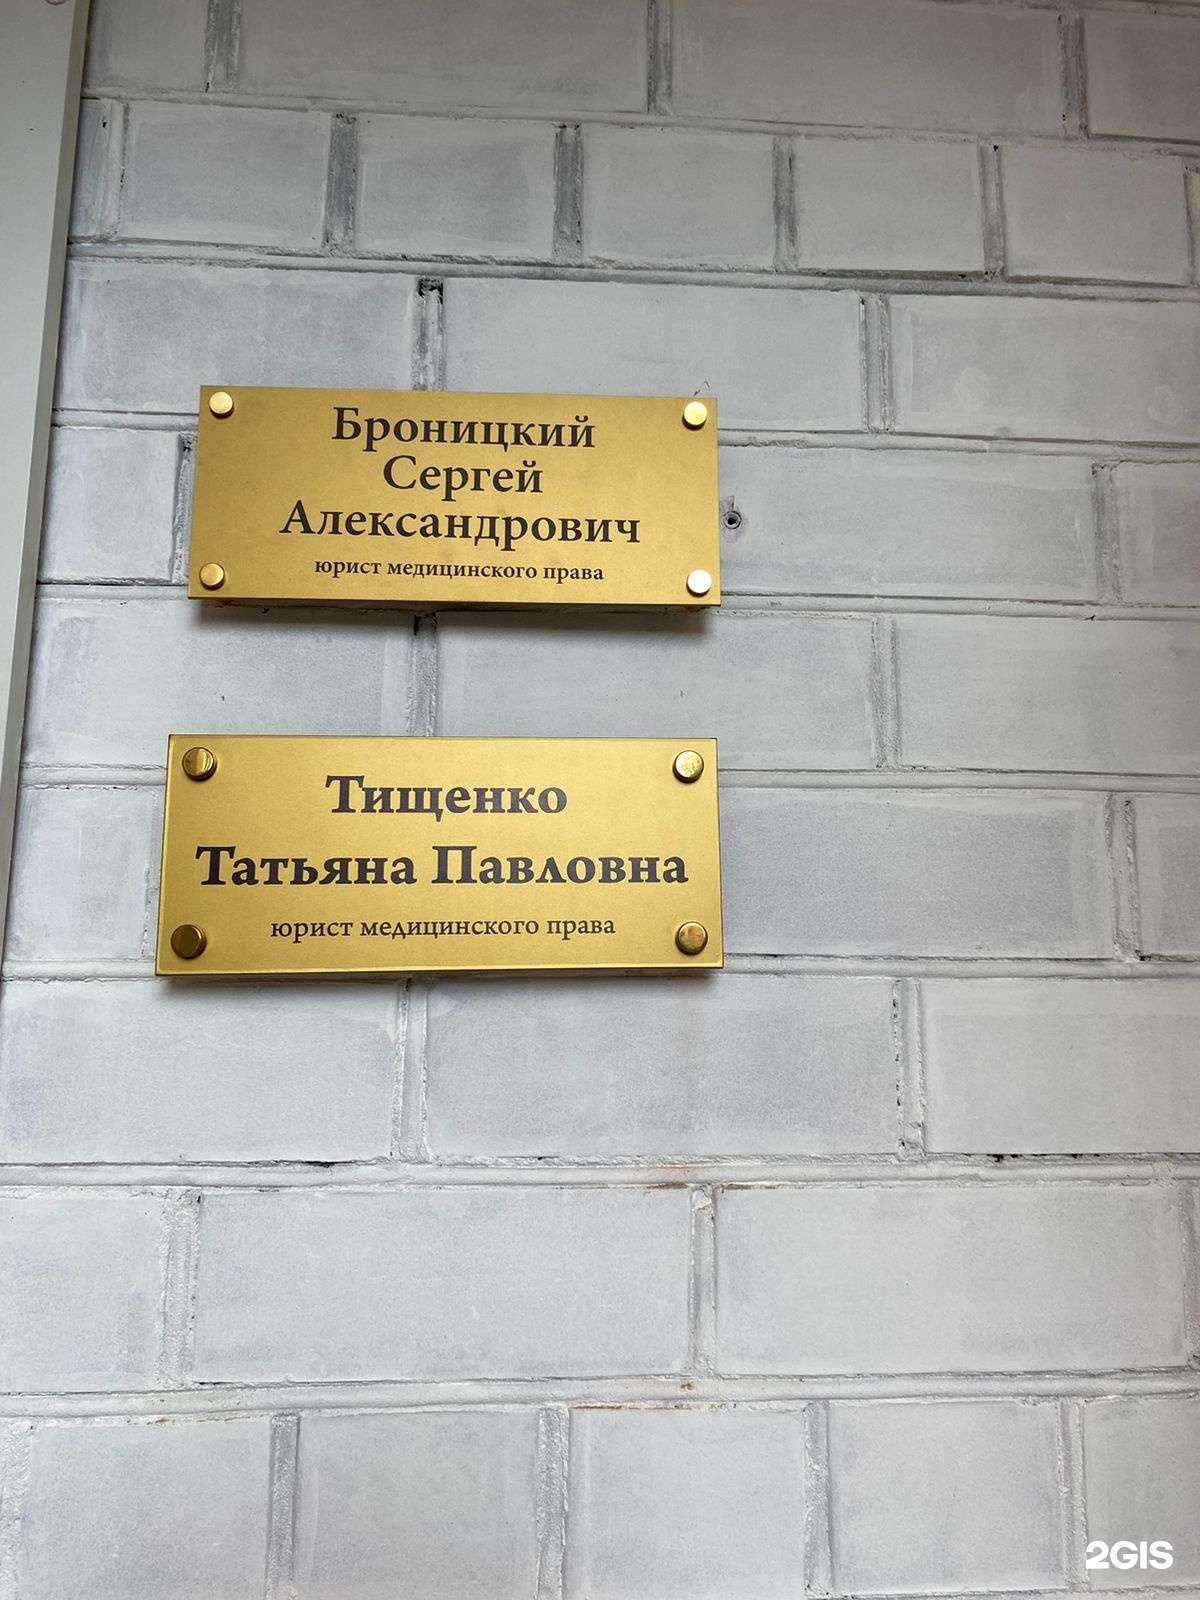 Броницкий
Сергей
Александрович
юрист медицинского права
Тищенко
Татьяна Павловна
юрист медицинского права
2GIS